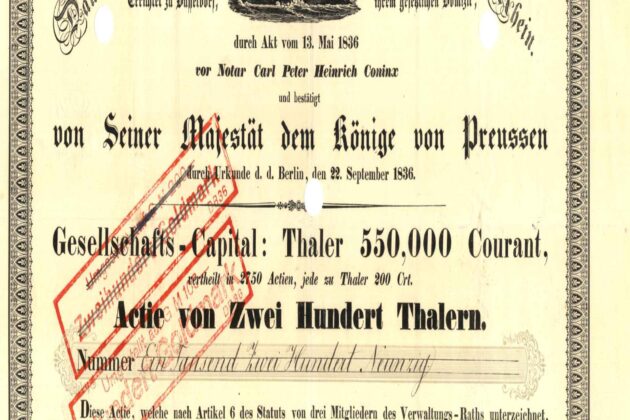 Errichtet zu Düsseldorf,
ihrem gesetzlichen Domizil,
Rhein.
durch Akt vom 13. Mai 1836
vor Notar Carl Peter Heinrich Coninx
und bestätigt
von Seiner Majestät dem Könige von Preussen
durch Urkunde d. d. Berlin, den 22. September 1836.
Gesellschafts-Capital: Thaler 550,000 Courant,
vertheilt in 2750 Actien, jede zu Thaler 200 Crt.
Actie von Zwei Hundert Thalern.
Nummer Ein Tausend Zwei Hundert Neunzig
Diese Actie, welche nach Artikel 6 des Statuts von drei Mitgliedern des Verwaltungs-Raths unterzeichnet,